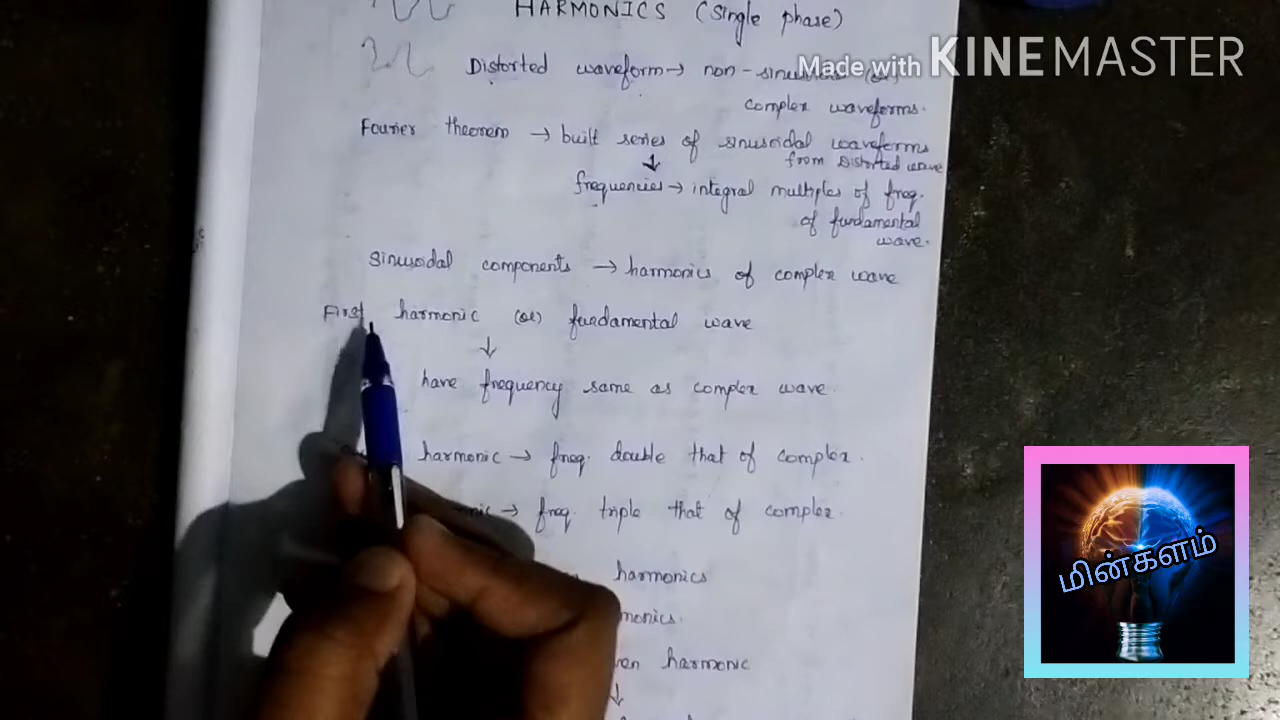 HARMONICS (single phase)
Made with KINEMASTER
Distorted waveform → non-
complex waveforms.
Fourier theorem → built series of sinusoidal waveforms
from Distorted wave
↓
frequencies → integral multiples of freq.
of fundamental
wave.
Sinusoidal components → harmonics of complex wave
First harmonic (or) fundamental wave
↓
have frequency same as complex wave.
harmonic → freq. double that of complex.
→ freq. triple that of complex.
harmonics
harmonic
↓
மின்களம்